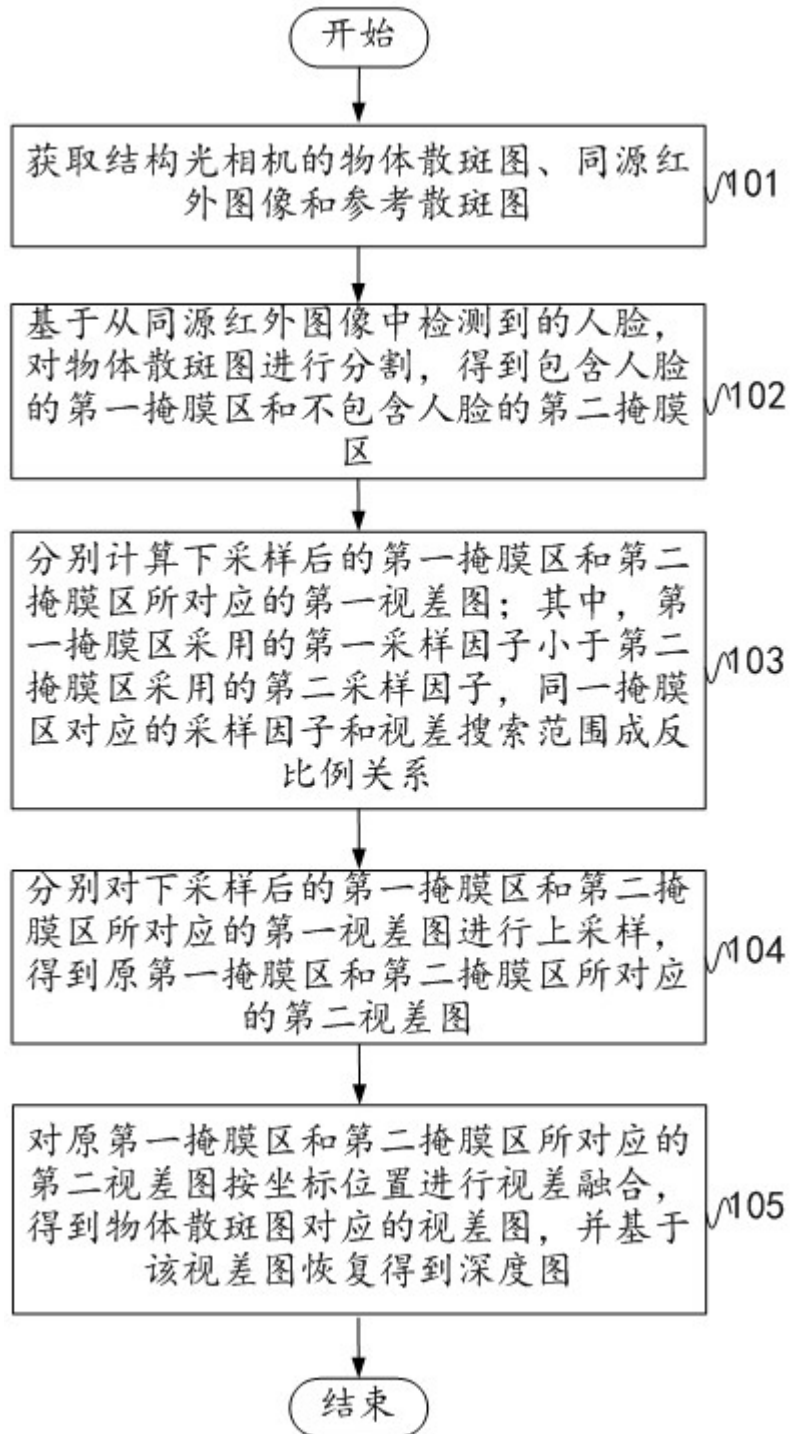 开始
获取结构光相机的物体散斑图、同源红
外图像和参考散斑图
101
基于从同源红外图像中检测到的人脸，
对物体散斑图进行分割，得到包含人脸
的第一掩膜区和不包含人脸的第二掩膜
区
102
分别计算下采样后的第一掩膜区和第二
掩膜区所对应的第一视差图；其中，第
一掩膜区采用的第一采样因子小于第二
掩膜区采用的第二采样因子，同一掩膜
区对应的采样因子和视差搜索范围成反
比例关系
103
分别对下采样后的第一掩膜区和第二掩
膜区所对应的第一视差图进行上采样，
得到原第一掩膜区和第二掩膜区所对应
的第二视差图
104
对原第一掩膜区和第二掩膜区所对应的
第二视差图按坐标位置进行视差融合，
得到物体散斑图对应的视差图，并基于
该视差图恢复得到深度图
105
结束